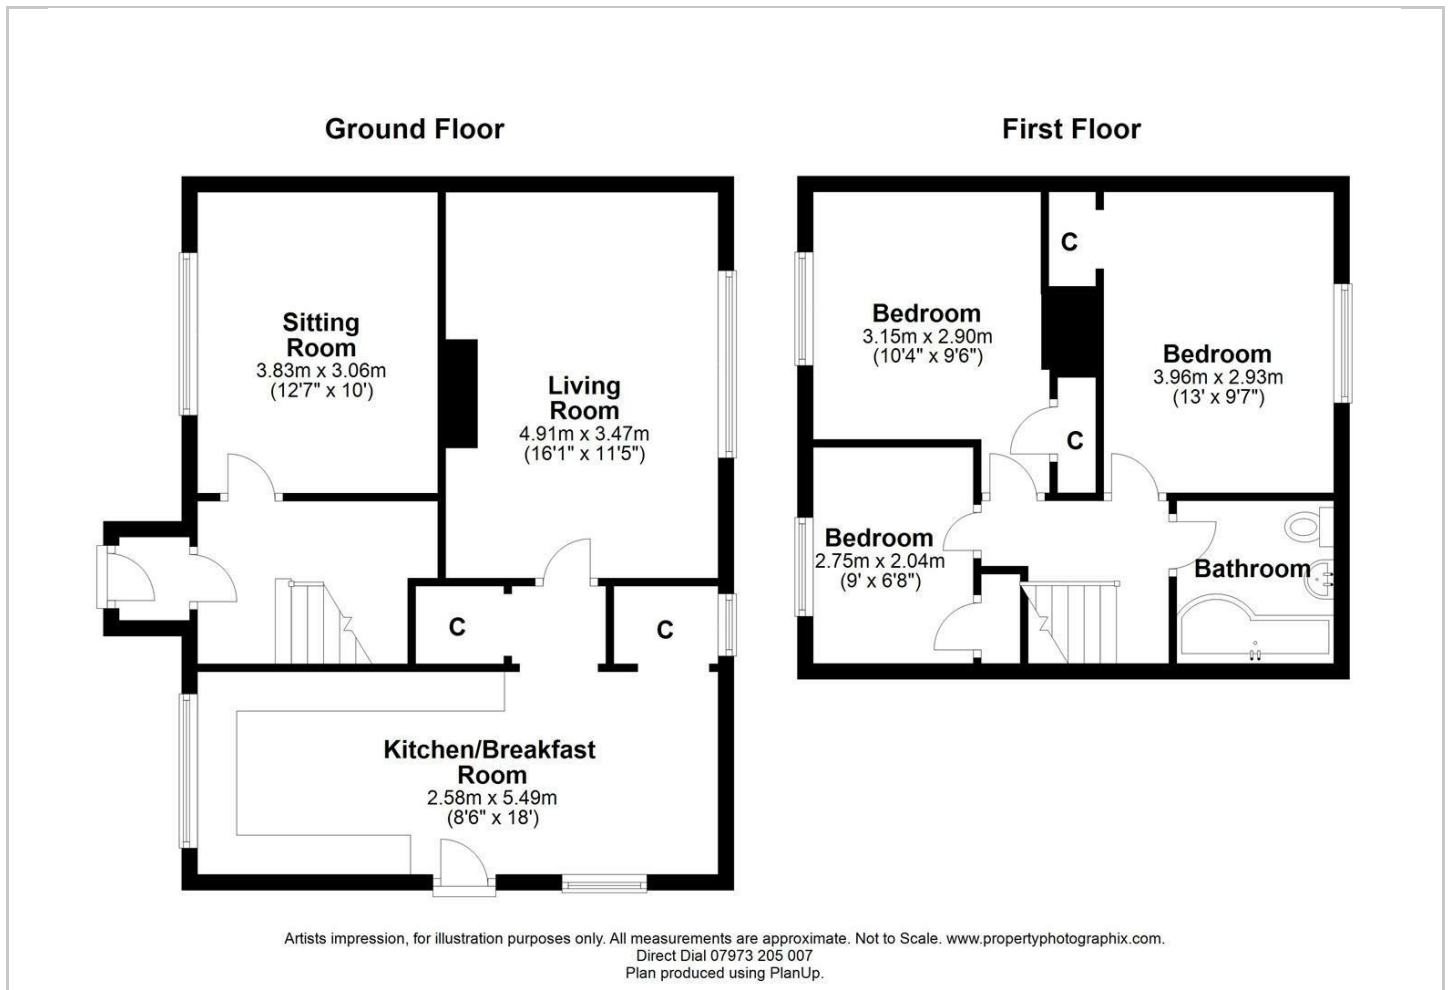 Ground Floor
Sitting
Room
3.83m x 3.06m
(12'7" x 10')
Living
Room
4.91m x 3.47m
(16'1" x 11'5")
C
C
Kitchen/Breakfast
Room
2.58m x 5.49m
(8'6" x 18')
First Floor
Bedroom
3.15m x 2.90m
(10'4" x 9'6")
C
Bedroom
3.96m x 2.93m
(13' x 9'7")
C
Bedroom
2.75m x 2.04m
(9' x 6'8")
Bathroom
Artists impression, for illustration purposes only. All measurements are approximate. Not to Scale. www.propertyphotographix.com.
Direct Dial 07973 205 007
Plan produced using PlanUp.